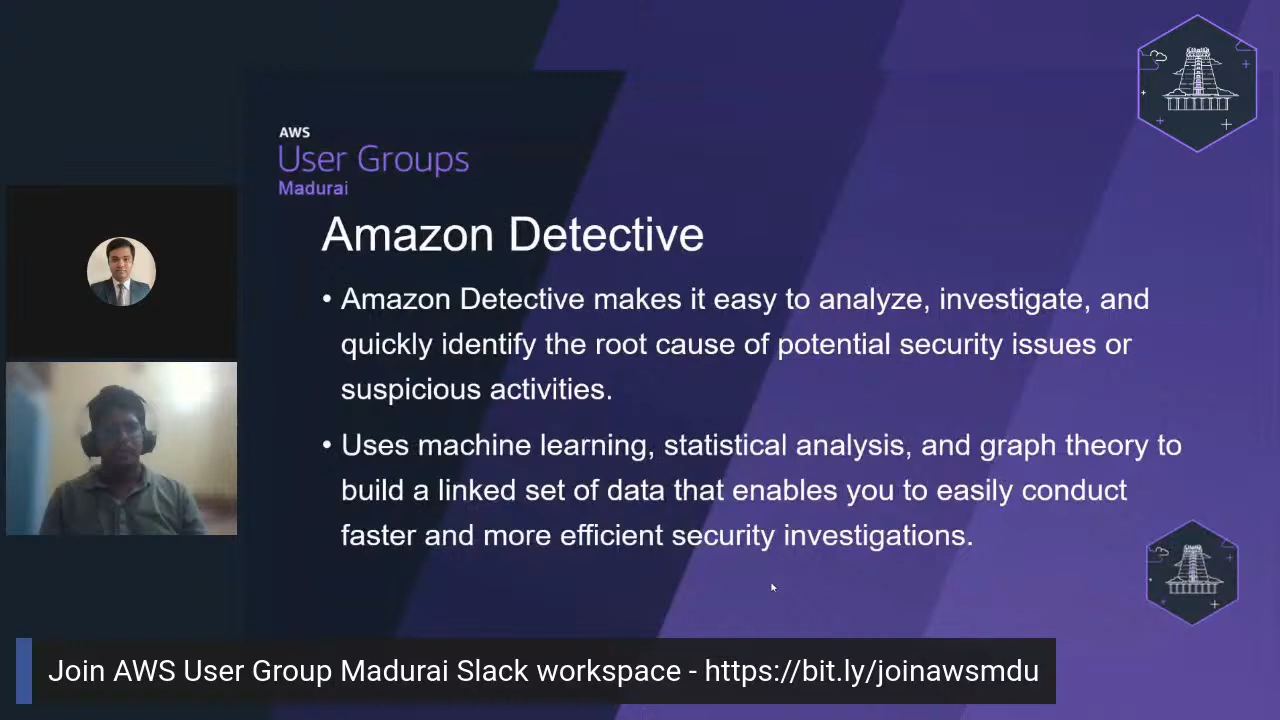 AWS
User Groups
Madurai
Amazon Detective
• Amazon Detective makes it easy to analyze, investigate, and
quickly identify the root cause of potential security issues or
suspicious activities.
• Uses machine learning, statistical analysis, and graph theory to
build a linked set of data that enables you to easily conduct
faster and more efficient security investigations.
Join AWS User Group Madurai Slack workspace - https://bit.ly/joinawsmdu